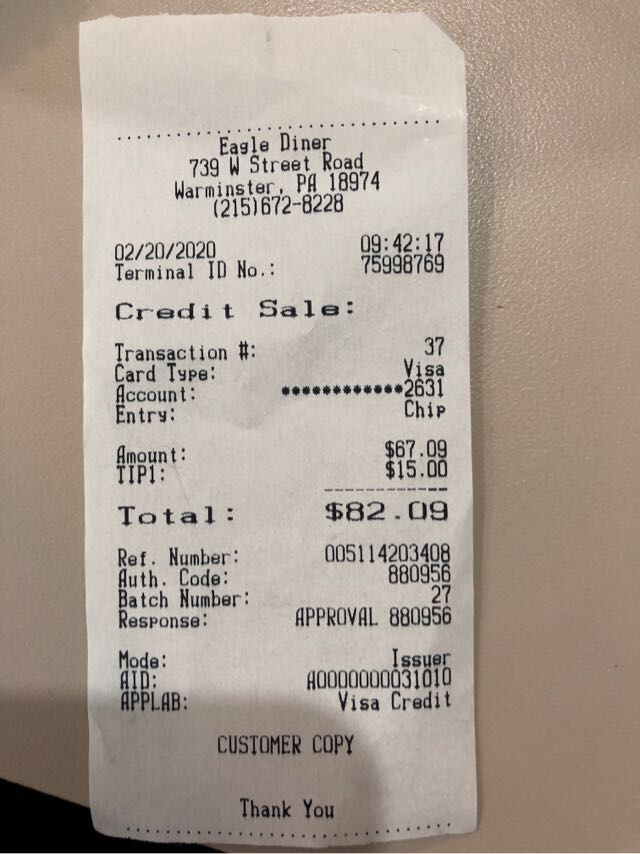 Eagle Diner
739 W Street Road
Warminster, PA 18974
(215)672-8228
02/20/2020 09:42:17
Terminal ID No.: 75998769
Credit Sale:
Transaction #: 37
Card Type: Visa
Account: ************2631
Entry: Chip
Amount: $67.09
TIP1: $15.00
Total: $82.09
Ref. Number: 005114203408
Auth. Code: 880956
Batch Number: 27
Response: APPROVAL 880956
Mode: Issuer
AID: A0000000031010
APPLAB: Visa Credit
CUSTOMER COPY
Thank You